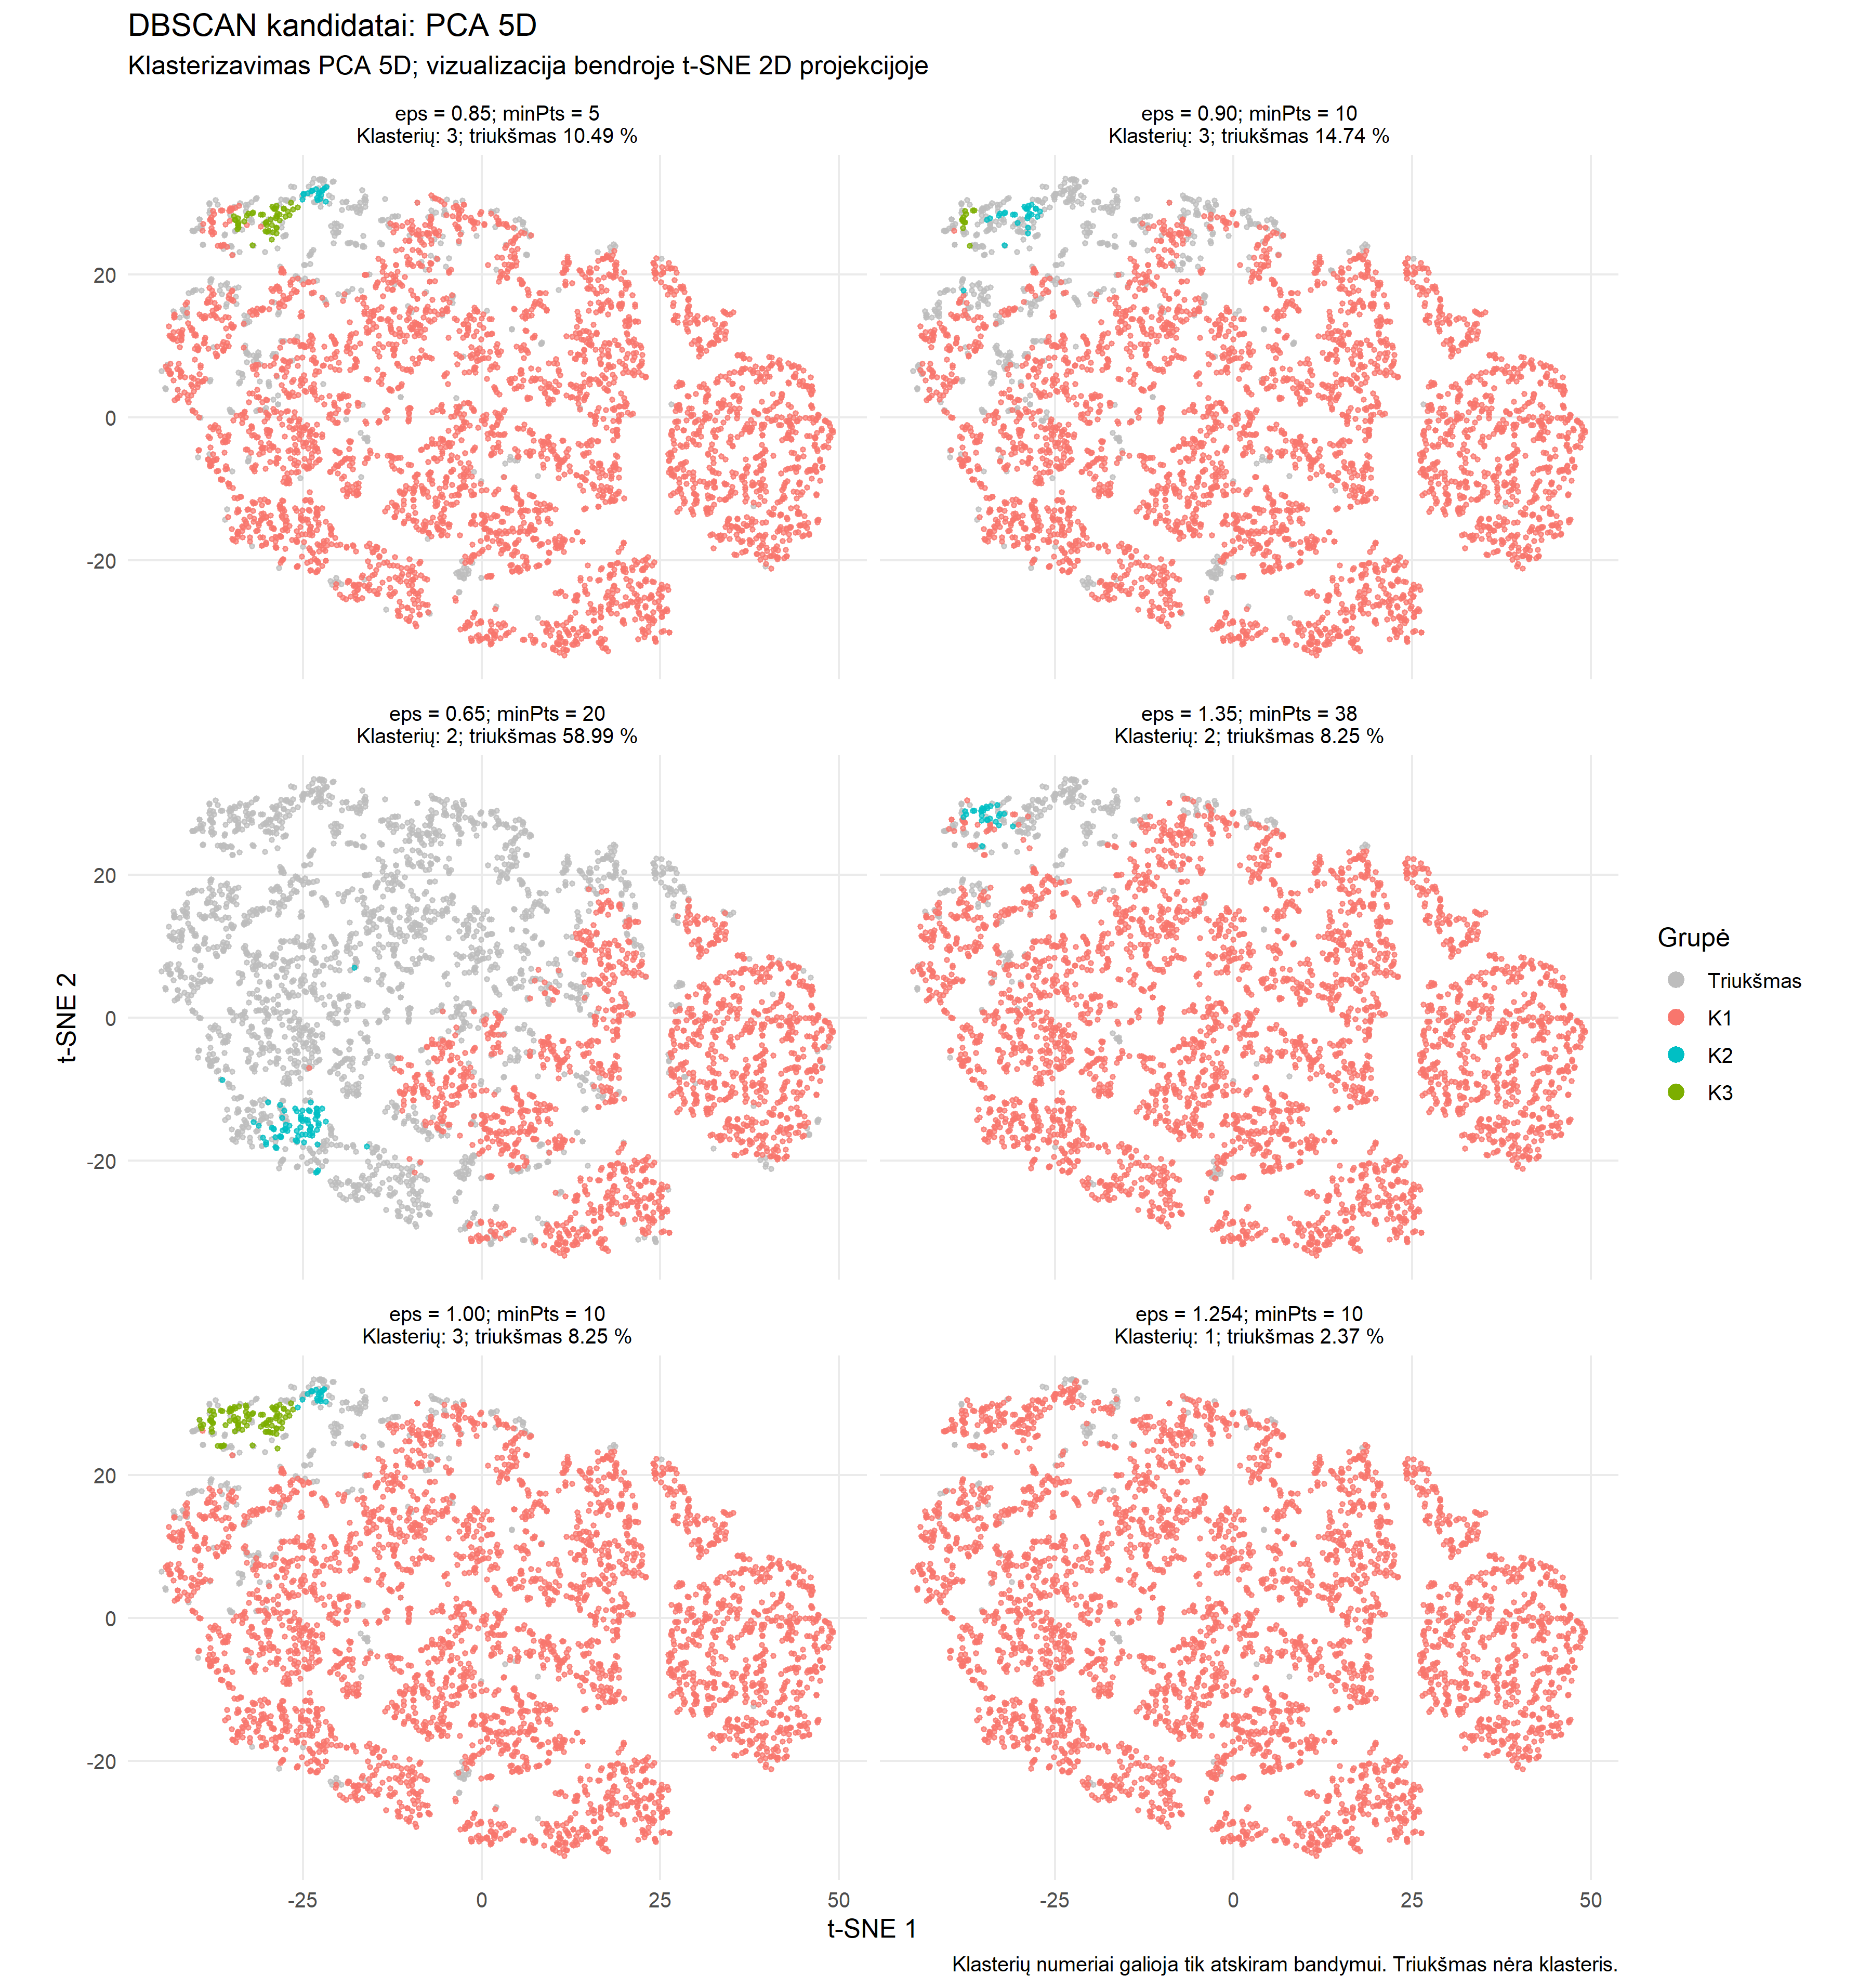 DBSCAN kandidatai: PCA 5D
Klasterizavimas PCA 5D; vizualizacija bendroje t-SNE 2D projekcijoje
eps = 0.85; minPts = 5
Klasterių: 3; triukšmas 10.49 %
eps = 0.90; minPts = 10
Klasterių: 3; triukšmas 14.74 %
20
0
-20
eps = 0.65; minPts = 20
Klasterių: 2; triukšmas 58.99 %
eps = 1.35; minPts = 38
Klasterių: 2; triukšmas 8.25 %
20
0
-20
t-SNE 2
Grupė
Triukšmas
K1
K2
K3
eps = 1.00; minPts = 10
Klasterių: 3; triukšmas 8.25 %
eps = 1.254; minPts = 10
Klasterių: 1; triukšmas 2.37 %
20
0
-20
-25 0 25 50 -25 0 25 50
t-SNE 1
Klasterių numeriai galioja tik atskiram bandymui. Triukšmas nėra klasteris.